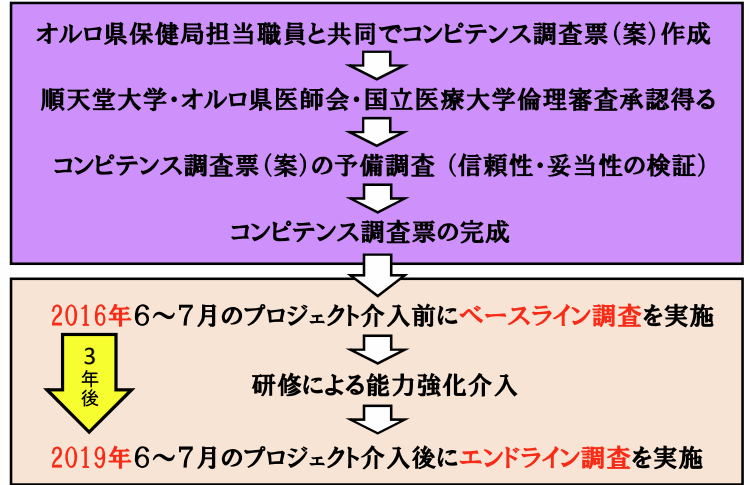 オルロ県保健局担当職員と共同でコンピテンス調査票（案）作成
順天堂大学・オルロ県医師会・国立医療大学倫理審査承認得る
コンピテンス調査票（案）の予備調査（信頼性・妥当性の検証）
コンピテンス調査票の完成
2016年６～７月のプロジェクト介入前にベースライン調査を実施
３年後
研修による能力強化介入
2019年６～７月のプロジェクト介入後にエンドライン調査を実施